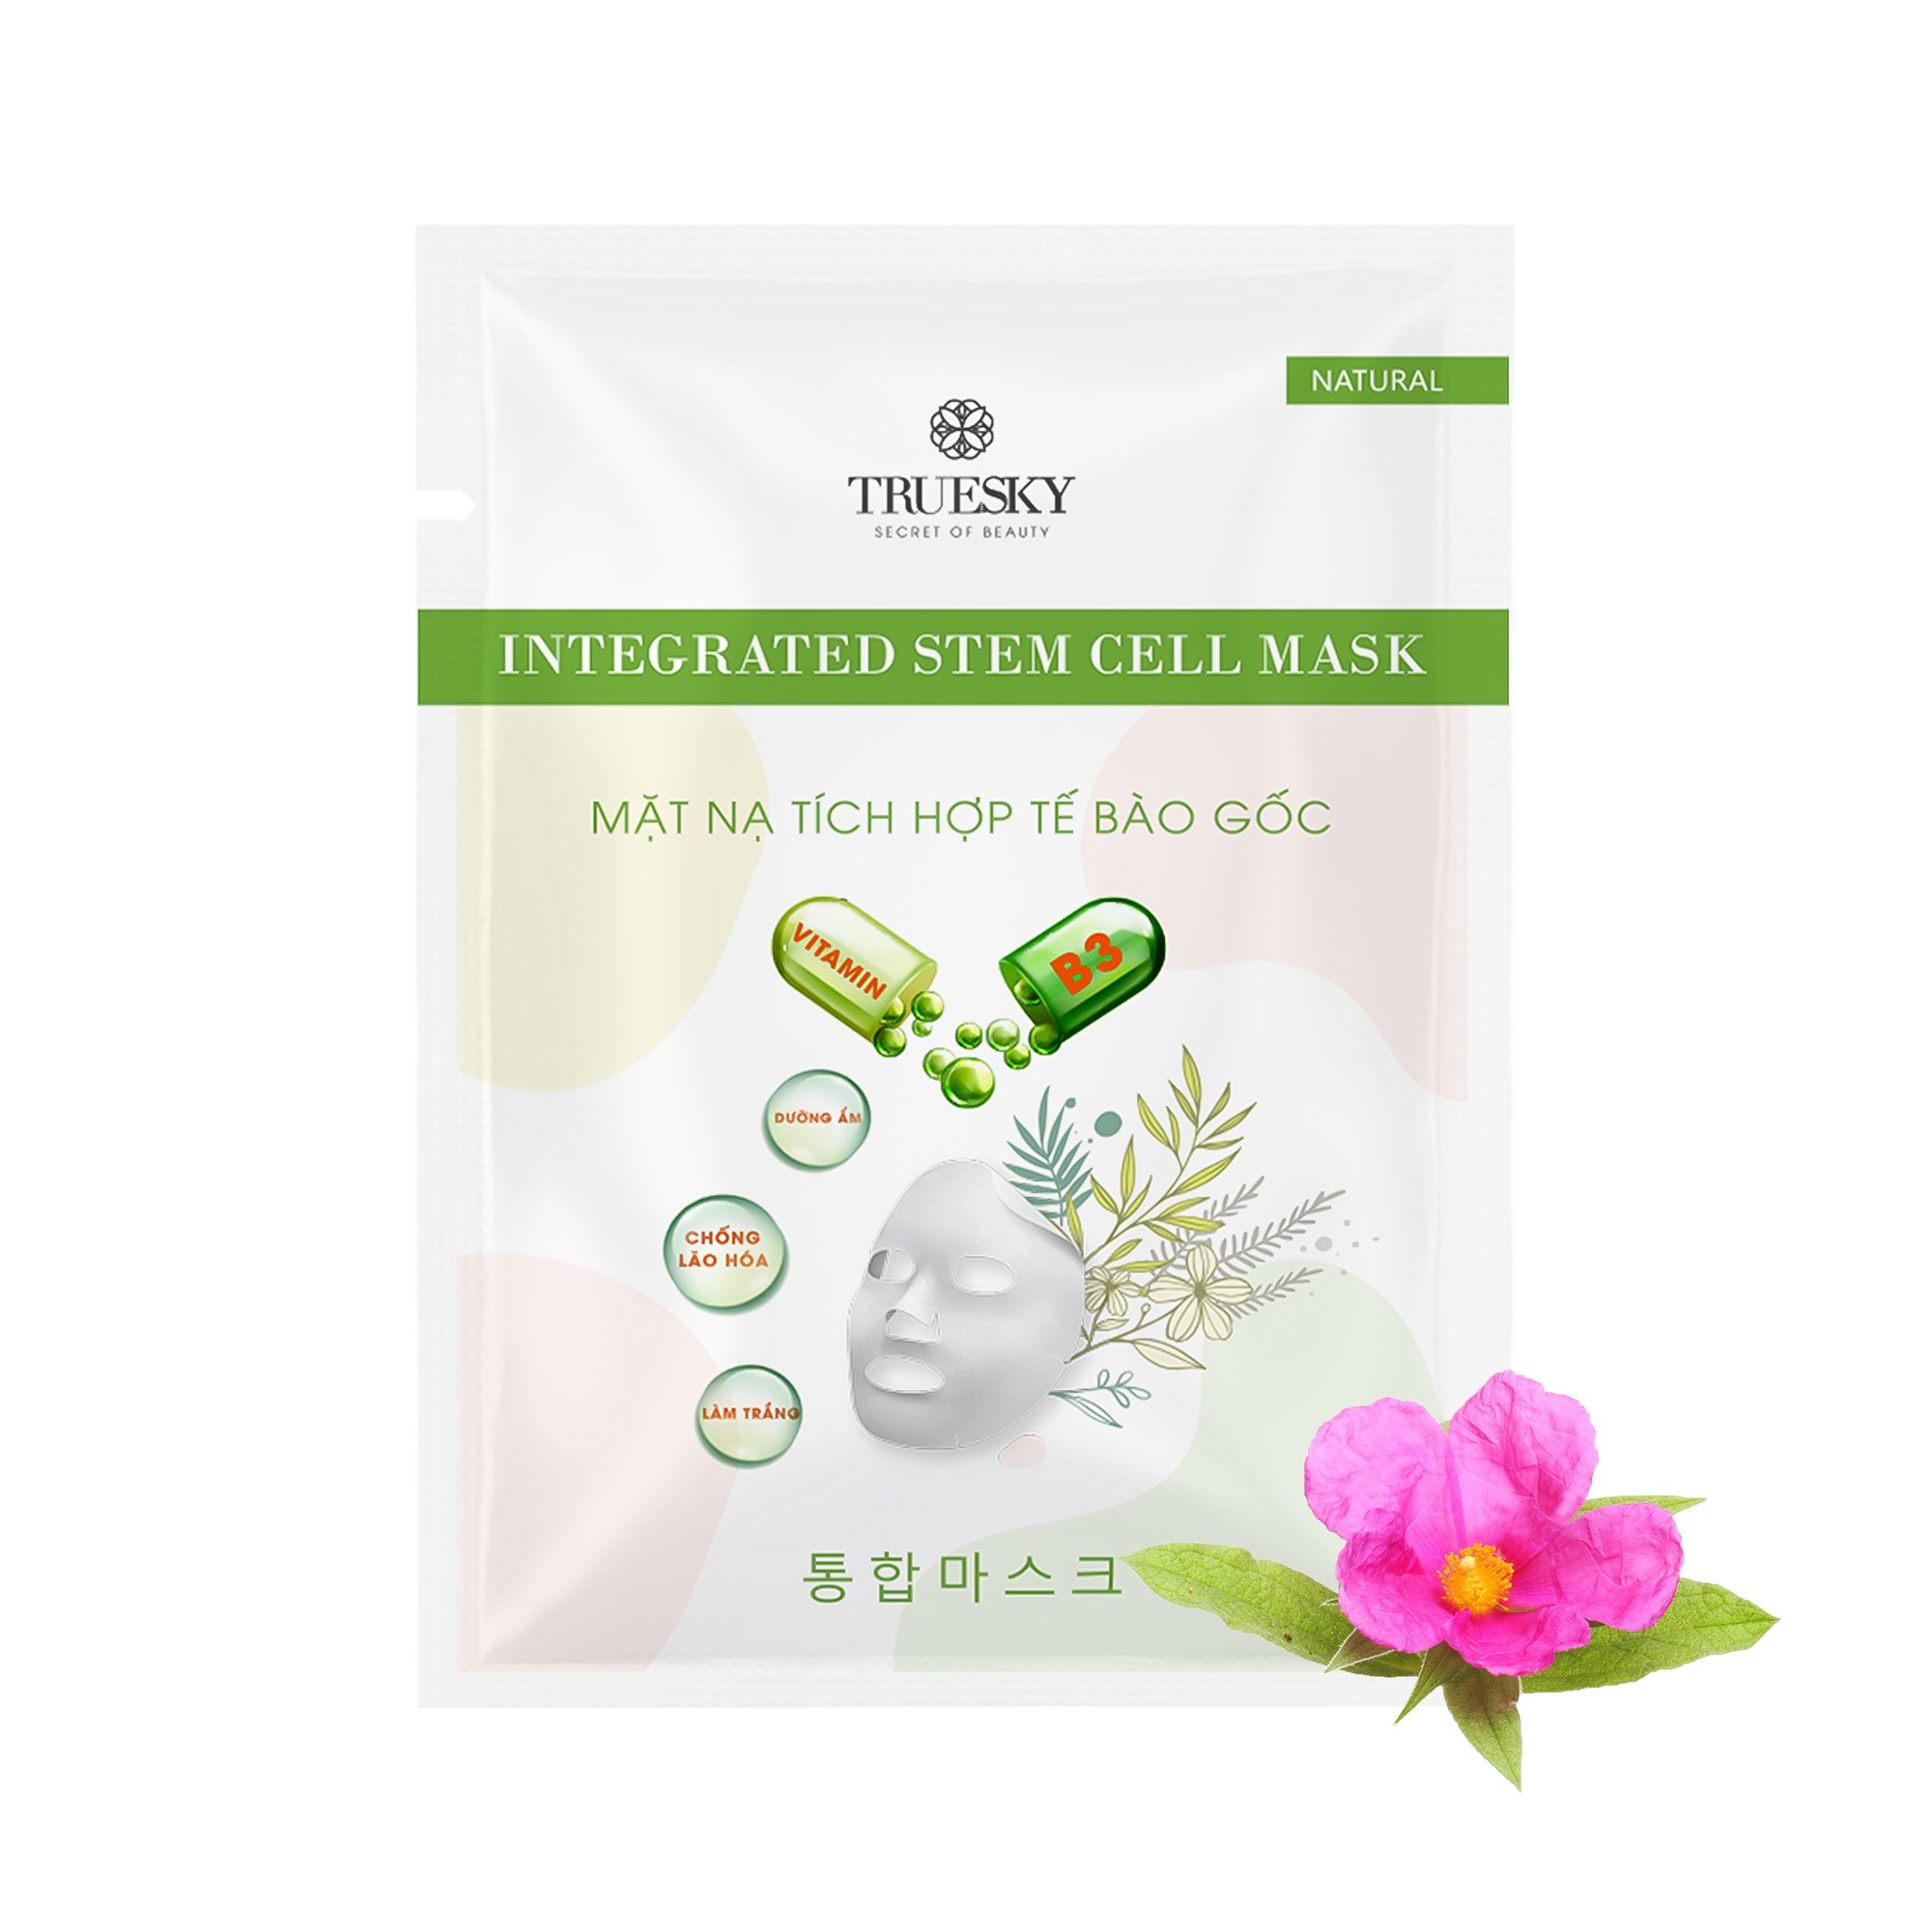 NATURAL
TRUESKY
SECRET OF BEAUTY
INTEGRATED STEM CELL MASK
MẶT NẠ TÍCH HỢP TẾ BÀO GỐC
VITAMIN
B3
DƯỠNG ẨM
CHỐNG
LÃO HÓA
LÀM TRẮNG
통합마스크